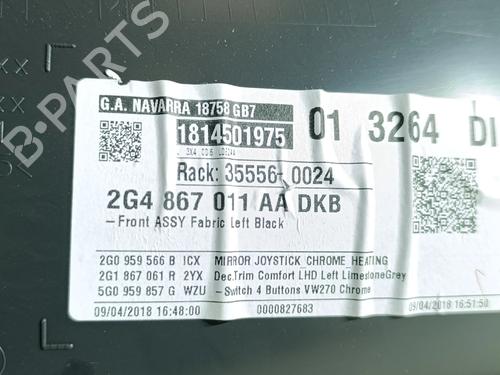 B-PARTS
G.A. NAVARRA 18758 GB7
1814501975
01 3264 DI
Rack: 35556-0024
2G4 867 011 AA DKB
-Front ASSY Fabric Left Black
2G0 959 566 B ICX MIRROR JOYSTICK CHROME HEATING
2G1 867 061 R 2YX Dec.Trim Comfort LHD Left LimestoneGrey
5G0 959 857 G WZU -Switch 4 Buttons VW270 Chrome
09/04/2018 16:48:00 0000827683 09/04/2018 16:51:50